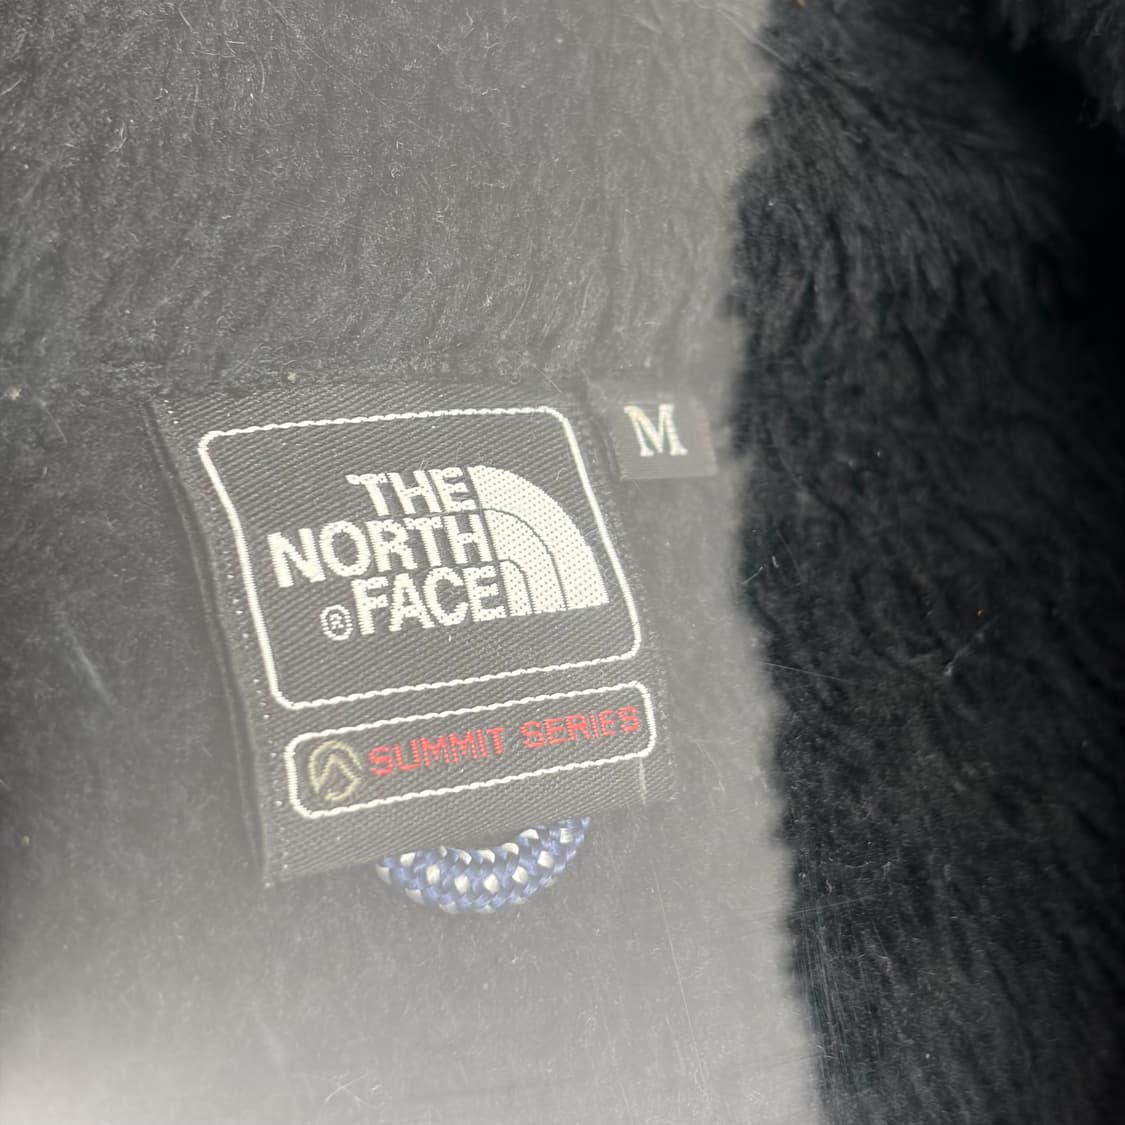 THE
NORTH
®FACE
M
SUMMIT SERIES